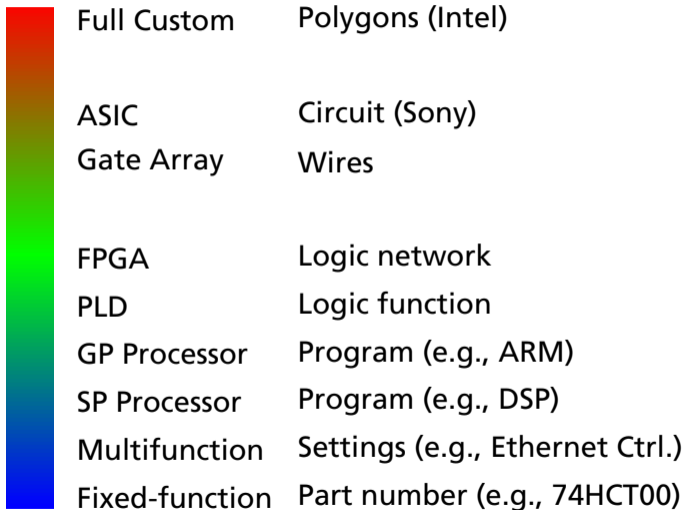 Full Custom Polygons (Intel)
ASIC Circuit (Sony)
Gate Array Wires
FPGA Logic network
PLD Logic function
GP Processor Program (e.g., ARM)
SP Processor Program (e.g., DSP)
Multifunction Settings (e.g., Ethernet Ctrl.)
Fixed-function Part number (e.g., 74HCT00)